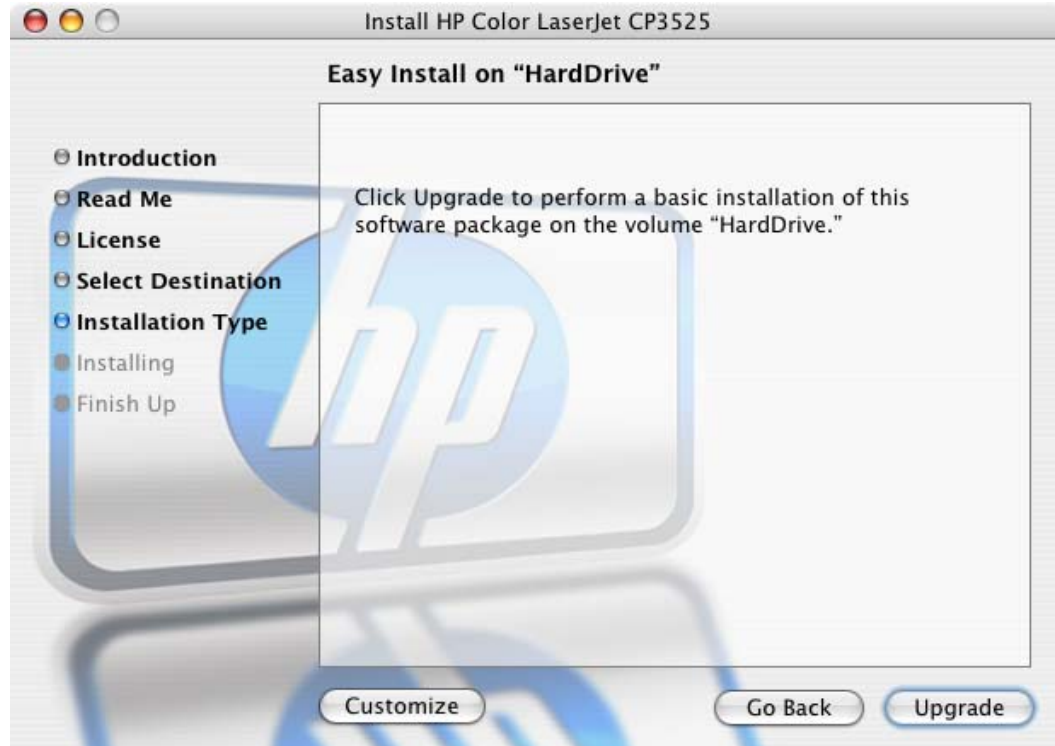 Install HP Color LaserJet CP3525
Easy Install on “HardDrive”
Introduction
Read Me
License
Select Destination
Installation Type
Installing
Finish Up
Click Upgrade to perform a basic installation of this
software package on the volume “HardDrive.”
hp
Customize
Go Back
Upgrade